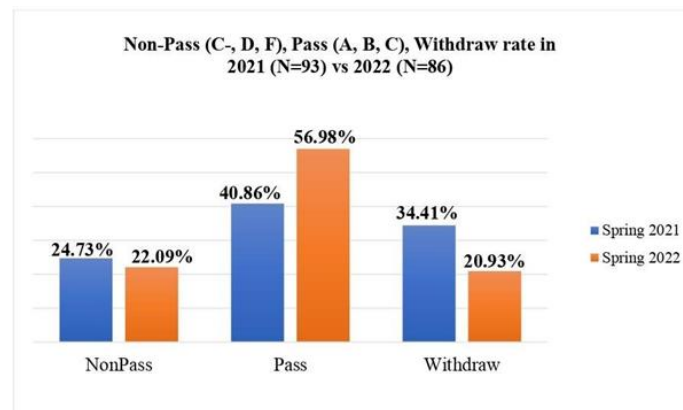 Non-Pass (C-, D, F), Pass (A, B, C), Withdraw rate in
2021 (N=93) vs 2022 (N=86)
56.98%
40.86%
34.41%
24.73%
22.09%
20.93%
Spring 2021
Spring 2022
NonPass
Pass
Withdraw